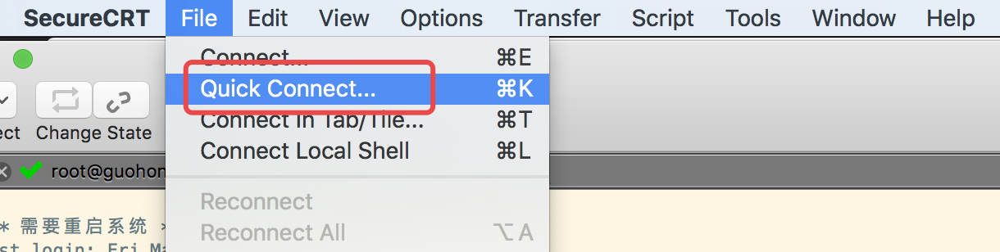 SecureCRT File Edit View Options Transfer Script Tools Window Help
Connect... ⌘E
Quick Connect... ⌘K
Connect in Tab/Tile... ⌘T
Change State
Connect Local Shell ⌘L
root@guohon
Reconnect
* 需要重启系统 *
Reconnect All ⌥A
st login: Fri Ma